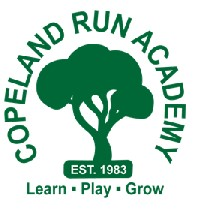 COPELAND RUN ACADEMY
EST. 1983
Learn ▪ Play ▪ Grow